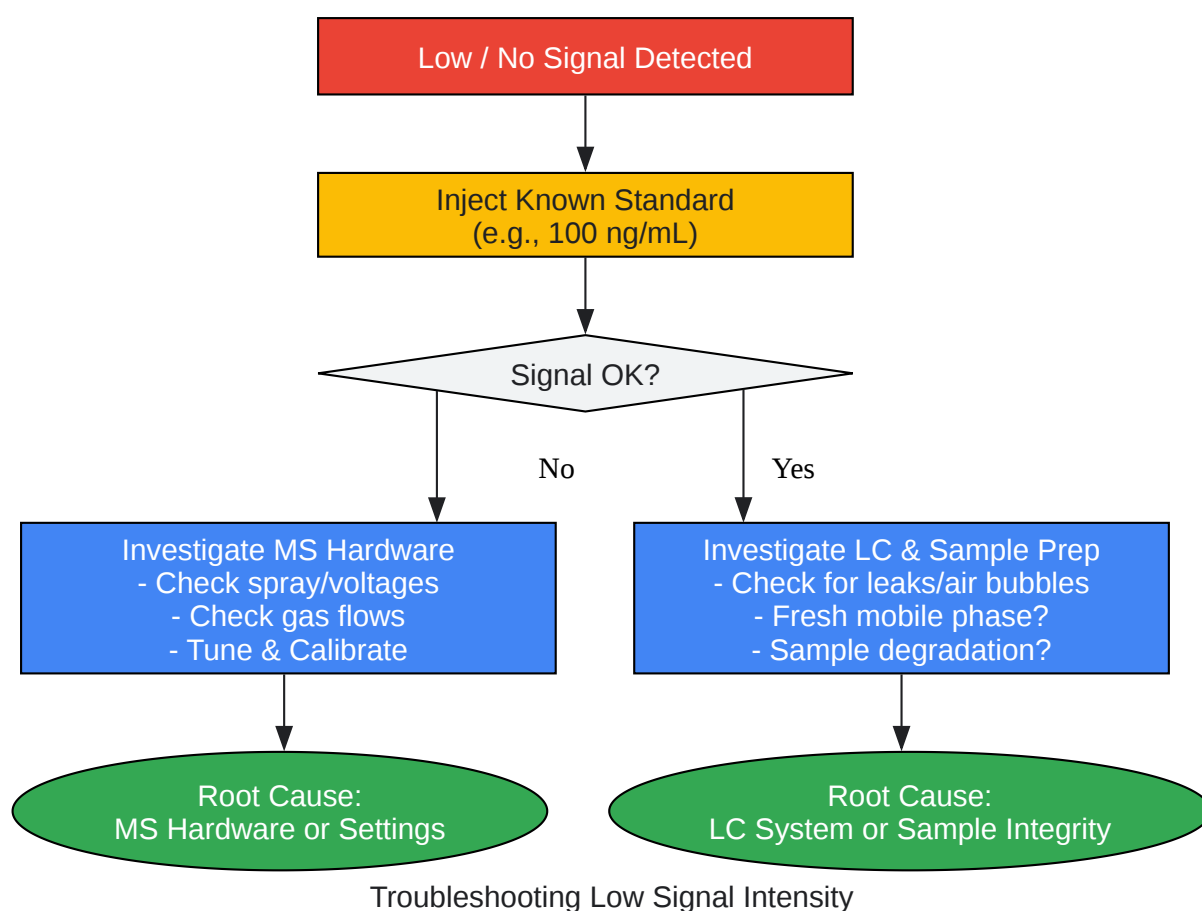 Low / No Signal Detected
Inject Known Standard
(e.g., 100 ng/mL)
Signal OK?
No
Yes
Investigate MS Hardware
- Check spray/voltages
- Check gas flows
- Tune & Calibrate
Investigate LC & Sample Prep
- Check for leaks/air bubbles
- Fresh mobile phase?
- Sample degradation?
Root Cause:
MS Hardware or Settings
Root Cause:
LC System or Sample Integrity
Troubleshooting Low Signal Intensity